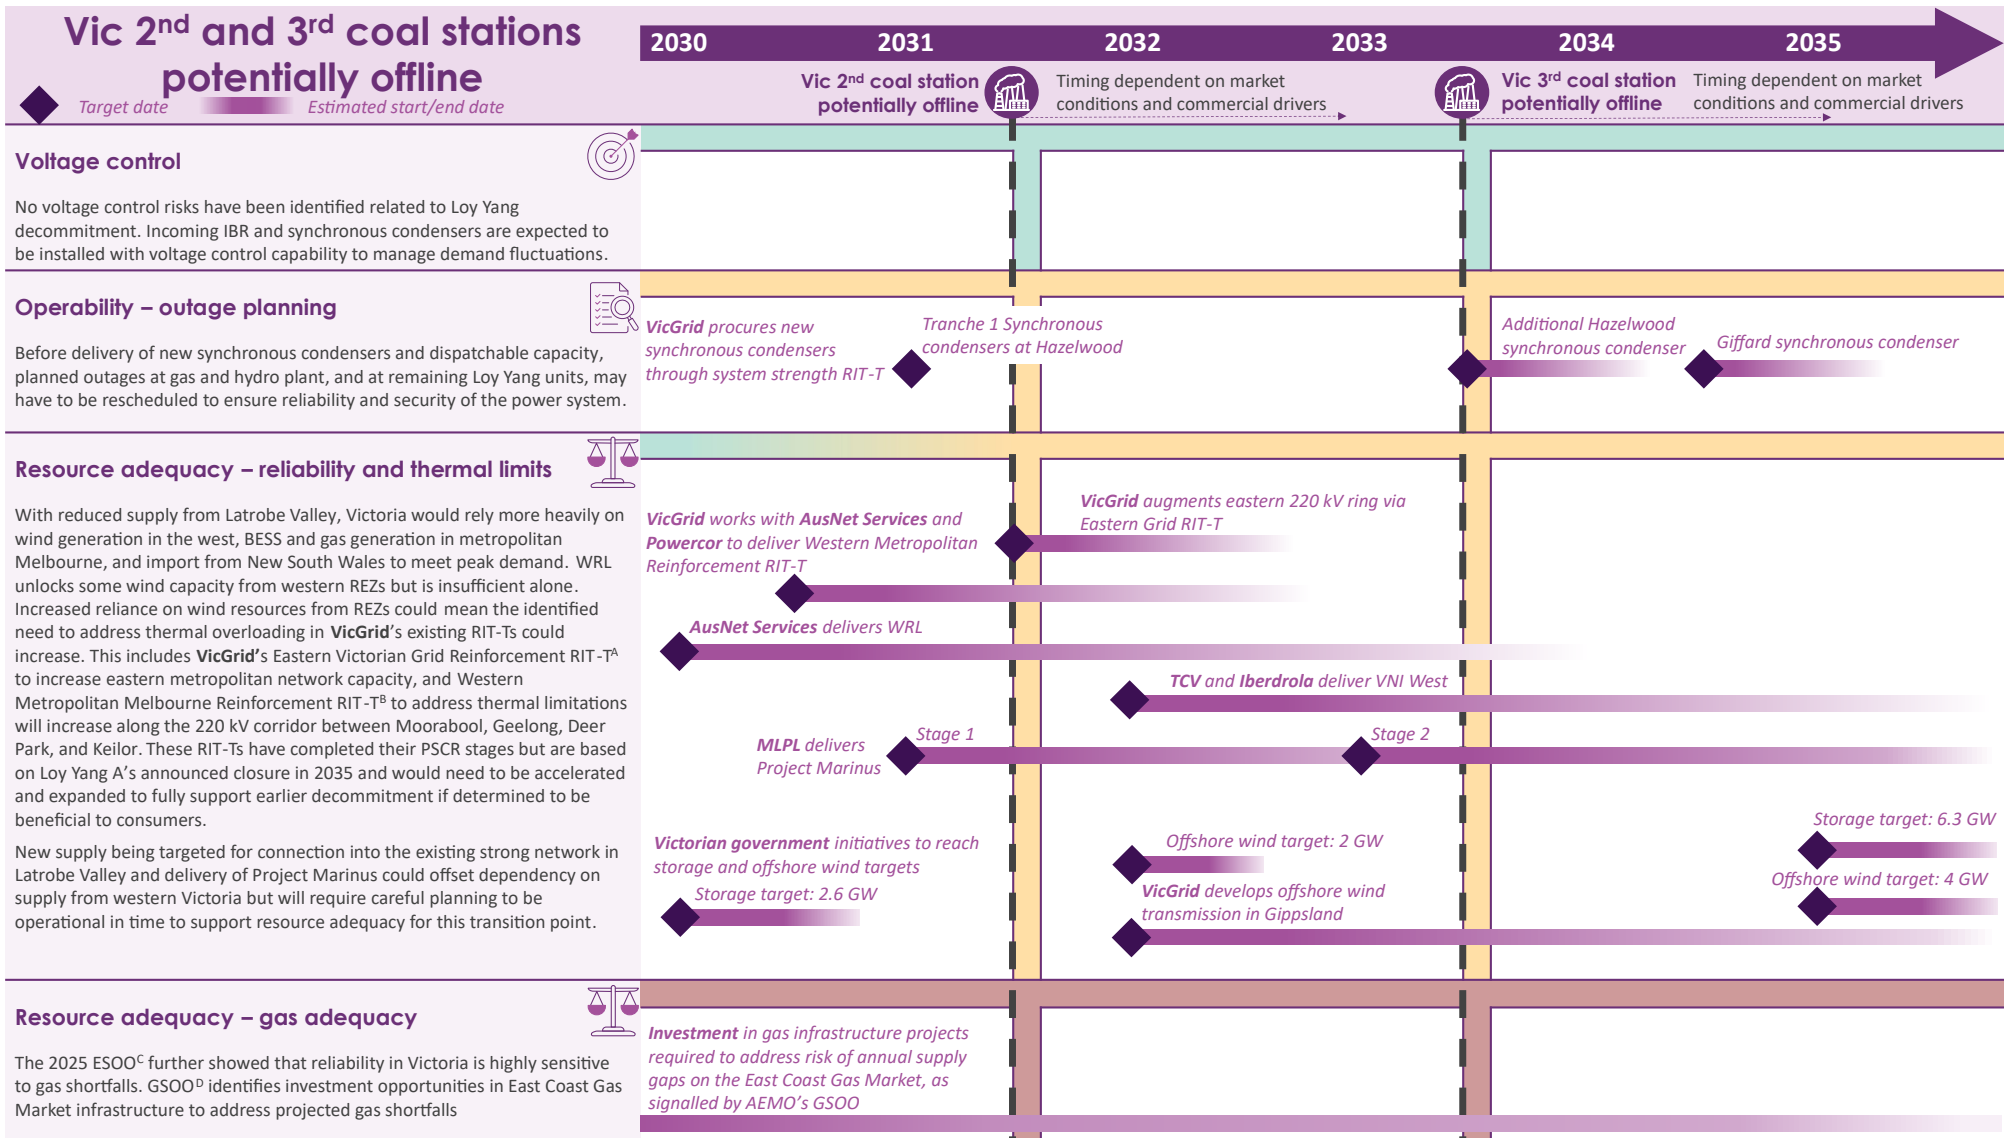 Vic 2nd and 3rd coal stations
potentially offline
Target date
Estimated start/end date
2030
2031
2032
2033
2034
2035
Vic 2nd coal station
potentially offline
Timing dependent on market
conditions and commercial drivers
Vic 3rd coal station
potentially offline
Timing dependent on market
conditions and commercial drivers
Voltage control
No voltage control risks have been identified related to Loy Yang
decommitment. Incoming IBR and synchronous condensers are expected to
be installed with voltage control capability to manage demand fluctuations.
Operability – outage planning
Before delivery of new synchronous condensers and dispatchable capacity,
planned outages at gas and hydro plant, and at remaining Loy Yang units, may
have to be rescheduled to ensure reliability and security of the power system.
VicGrid procures new
synchronous condensers
through system strength RIT-T
Tranche 1 Synchronous
condensers at Hazelwood
Additional Hazelwood
synchronous condenser
Giffard synchronous condenser
Resource adequacy – reliability and thermal limits
With reduced supply from Latrobe Valley, Victoria would rely more heavily on
wind generation in the west, BESS and gas generation in metropolitan
Melbourne, and import from New South Wales to meet peak demand. WRL
unlocks some wind capacity from western REZs but is insufficient alone.
Increased reliance on wind resources from REZs could mean the identified
need to address thermal overloading in VicGrid's existing RIT-Ts could
increase. This includes VicGrid's Eastern Victorian Grid Reinforcement RIT-TA
to increase eastern metropolitan network capacity, and Western
Metropolitan Melbourne Reinforcement RIT-TB to address thermal limitations
will increase along the 220 kV corridor between Moorabool, Geelong, Deer
Park, and Keilor. These RIT-Ts have completed their PSCR stages but are based
on Loy Yang A's announced closure in 2035 and would need to be accelerated
and expanded to fully support earlier decommitment if determined to be
beneficial to consumers.
New supply being targeted for connection into the existing strong network in
Latrobe Valley and delivery of Project Marinus could offset dependency on
supply from western Victoria but will require careful planning to be
operational in time to support resource adequacy for this transition point.
VicGrid works with AusNet Services and
Powercor to deliver Western Metropolitan
Reinforcement RIT-T
VicGrid augments eastern 220 kV ring via
Eastern Grid RIT-T
AusNet Services delivers WRL
TCV and Iberdrola deliver VNI West
MLPL delivers
Project Marinus
Stage 1
Stage 2
Victorian government initiatives to reach
storage and offshore wind targets
Storage target: 2.6 GW
Offshore wind target: 2 GW
VicGrid develops offshore wind
transmission in Gippsland
Storage target: 6.3 GW
Offshore wind target: 4 GW
Resource adequacy – gas adequacy
The 2025 ESOOC further showed that reliability in Victoria is highly sensitive
to gas shortfalls. GSOOD identifies investment opportunities in East Coast Gas
Market infrastructure to address projected gas shortfalls
Investment in gas infrastructure projects
required to address risk of annual supply
gaps on the East Coast Gas Market, as
signalled by AEMO's GSOO